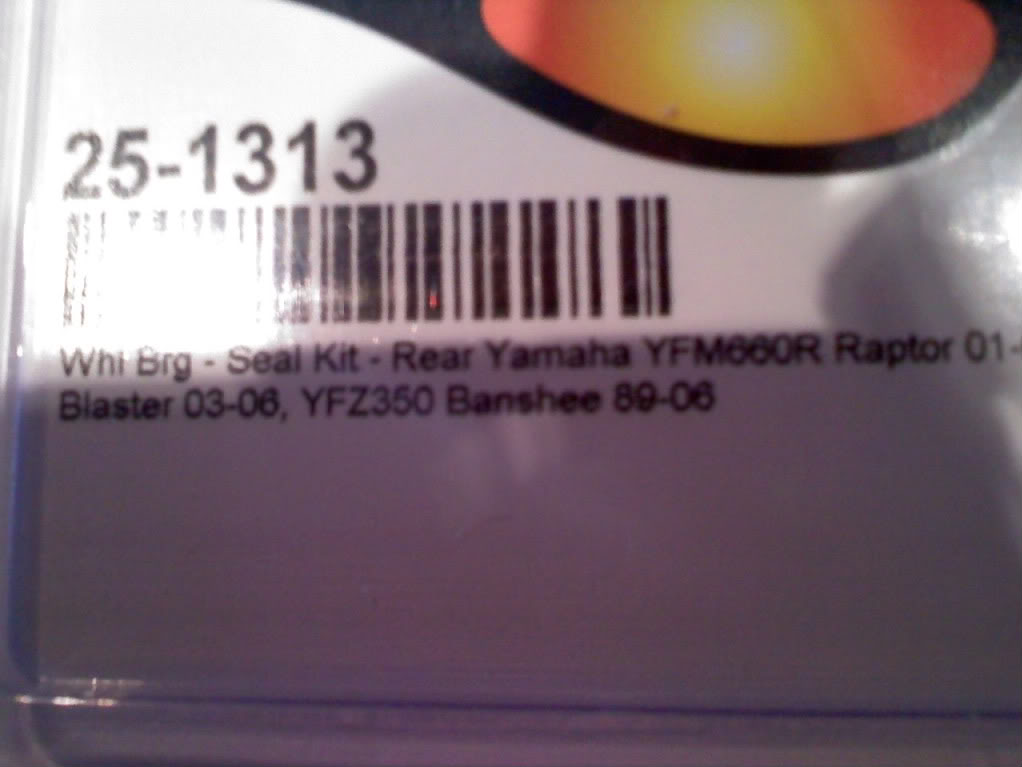 25-1313
Whl Brg - Seal Kit - Rear Yamaha YFM660R Raptor 01-
Blaster 03-06, YFZ350 Banshee 89-06